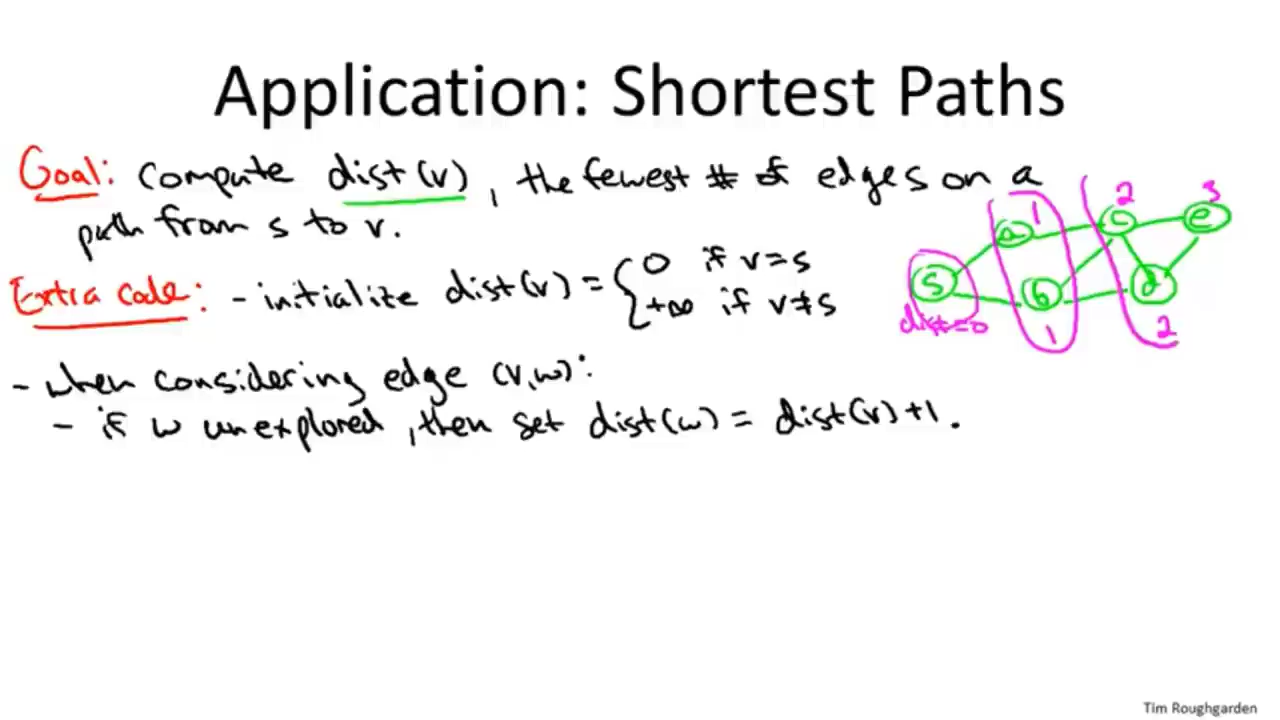 Application: Shortest Paths
Goal: compute dist(v), the fewest # of edges on a
path from s to v.
Extra code: - initialize dist(v) = { 0 if v=s
+∞ if v≠s
- when considering edge (v,w):
- if w unexplored, then set dist(w) = dist(v)+1.
1 2 3
a c e
s b d
dist=0 1 2
Tim Roughgarden